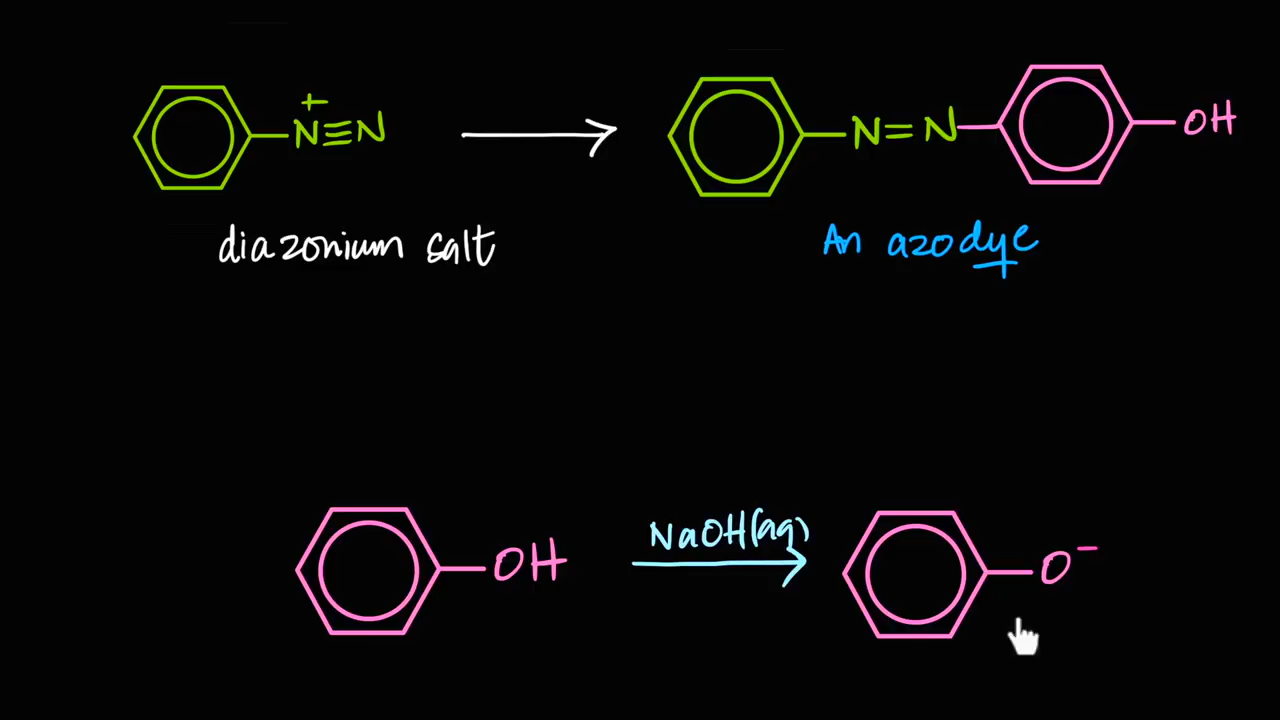 N⁺≡N
N=N
OH
diazonium salt
An azodye
OH
NaOH(aq)
O⁻